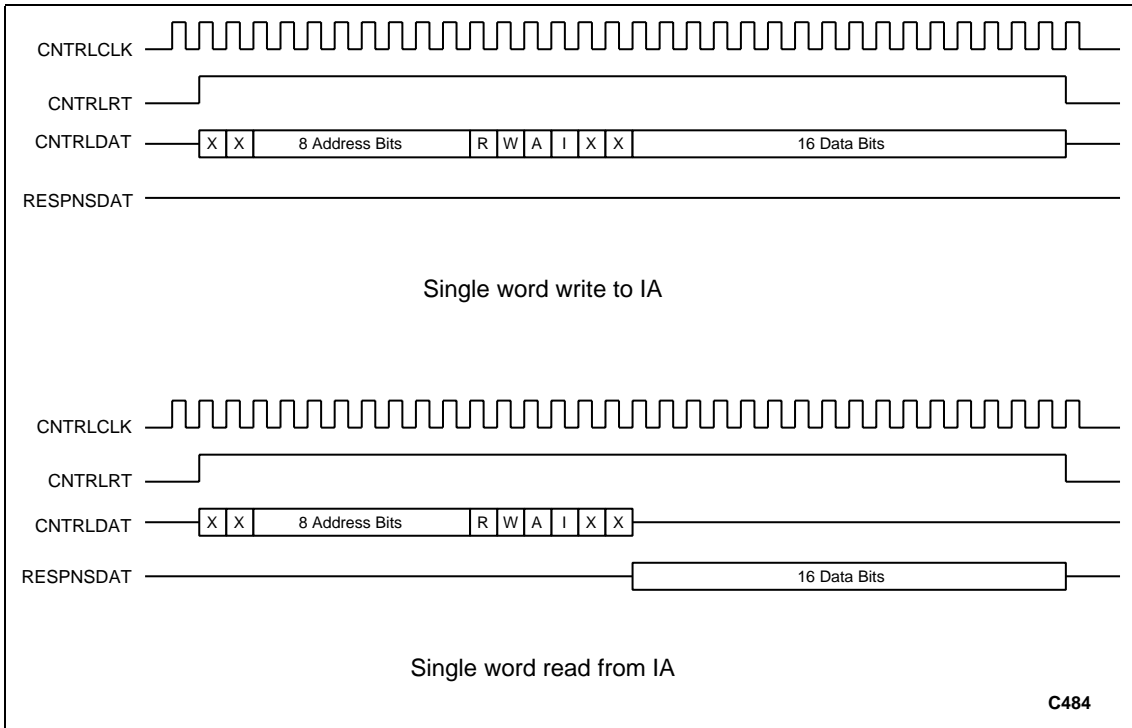 CNTRLCLK
CNTRLRT
CNTRLDAT X X 8 Address Bits R W A I X X 16 Data Bits
RESPNSDAT
Single word write to IA
CNTRLCLK
CNTRLRT
CNTRLDAT X X 8 Address Bits R W A I X X
RESPNSDAT 16 Data Bits
Single word read from IA
C484